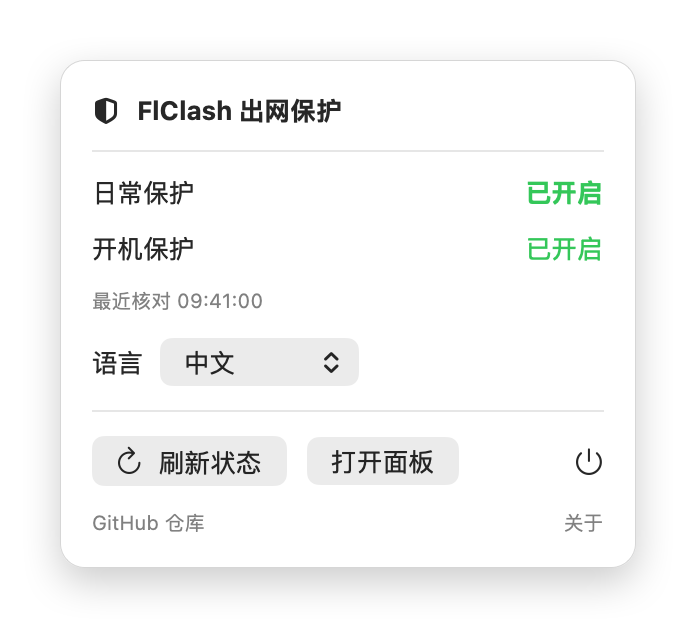 FlClash 出网保护
日常保护 已开启
开机保护 已开启
最近核对 09:41:00
语言 中文
刷新状态 打开面板
GitHub 仓库 关于